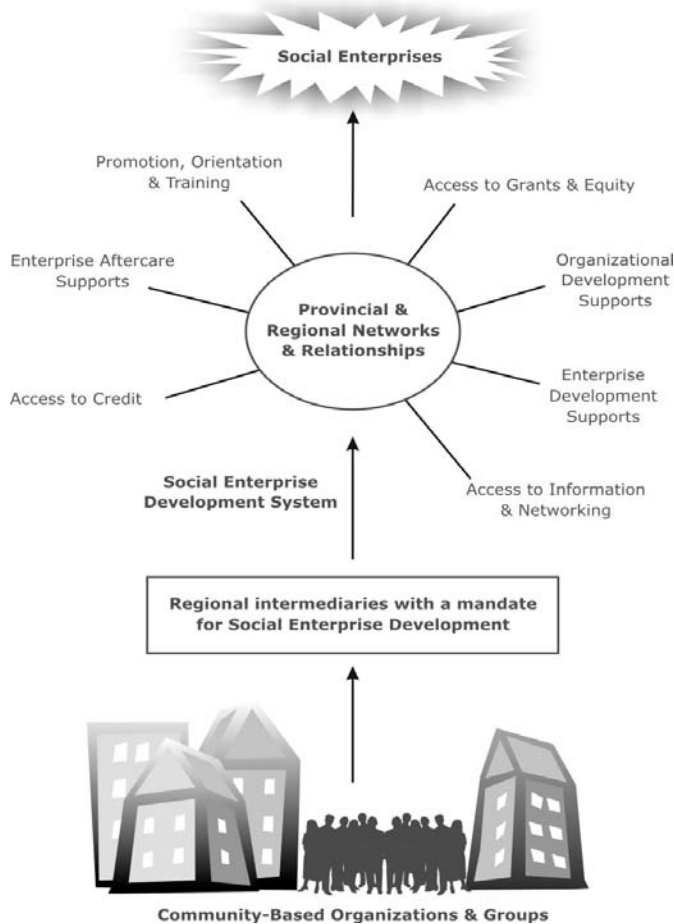 Social Enterprises
Promotion, Orientation
& Training
Access to Grants & Equity
Enterprise Aftercare
Supports
Organizational
Development
Supports
Provincial &
Regional Networks
& Relationships
Access to Credit
Enterprise
Development
Supports
Social Enterprise
Development System
Access to Information
& Networking
Regional intermediaries with a mandate
for Social Enterprise Development
Community-Based Organizations & Groups